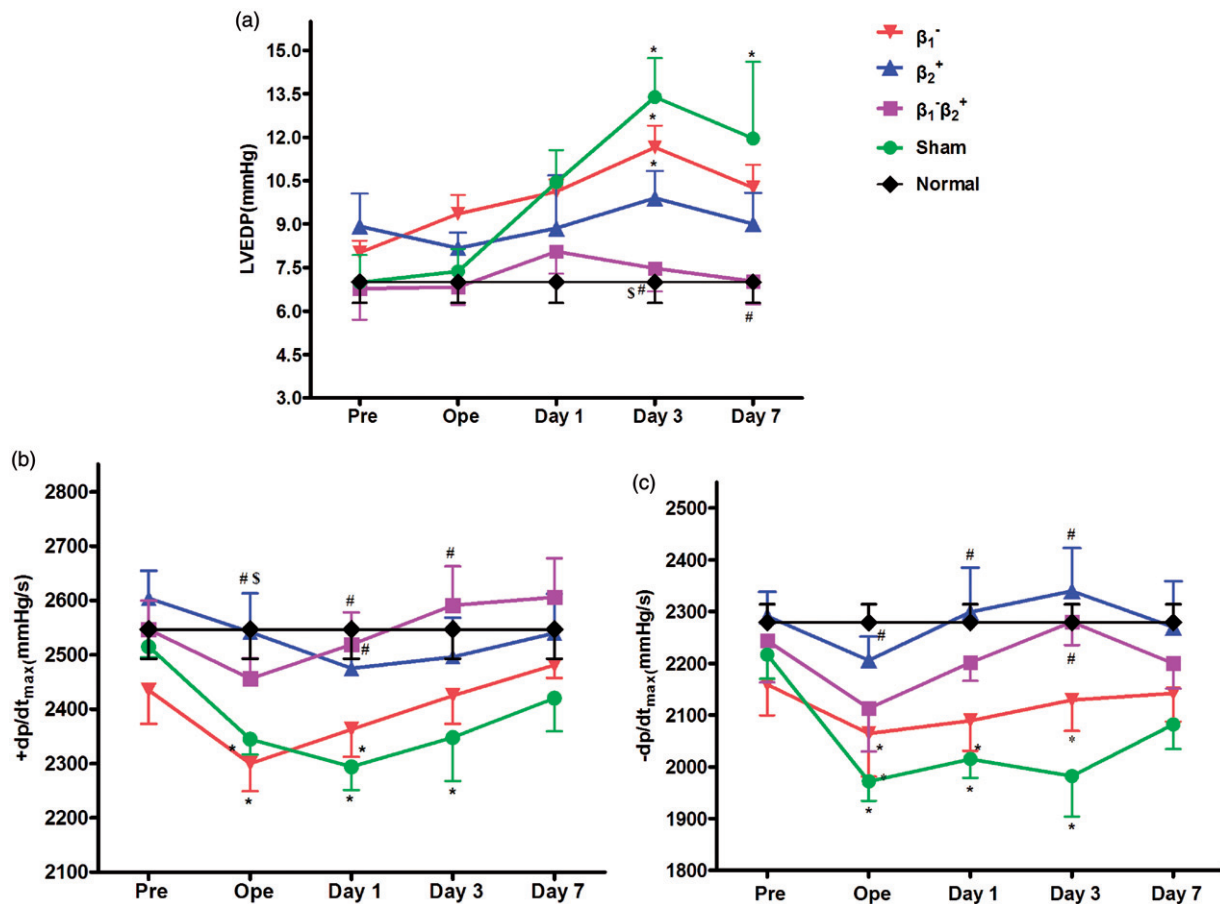 (a)
β₁⁻
β₂⁺
β₁⁻β₂⁺
Sham
Normal
LVEDP(mmHg)
15.0
13.5
12.0
10.5
9.0
7.5
6.0
4.5
3.0
* *
*
*
$ #
#
Pre Ope Day 1 Day 3 Day 7
(b)
+dp/dtmax(mmHg/s)
2800
2700
2600
2500
2400
2300
2200
2100
# $ # #
#
* *
* * *
Pre Ope Day 1 Day 3 Day 7
(c)
-dp/dtmax(mmHg/s)
2500
2400
2300
2200
2100
2000
1900
1800
# #
# #
* * *
*
* * *
Pre Ope Day 1 Day 3 Day 7